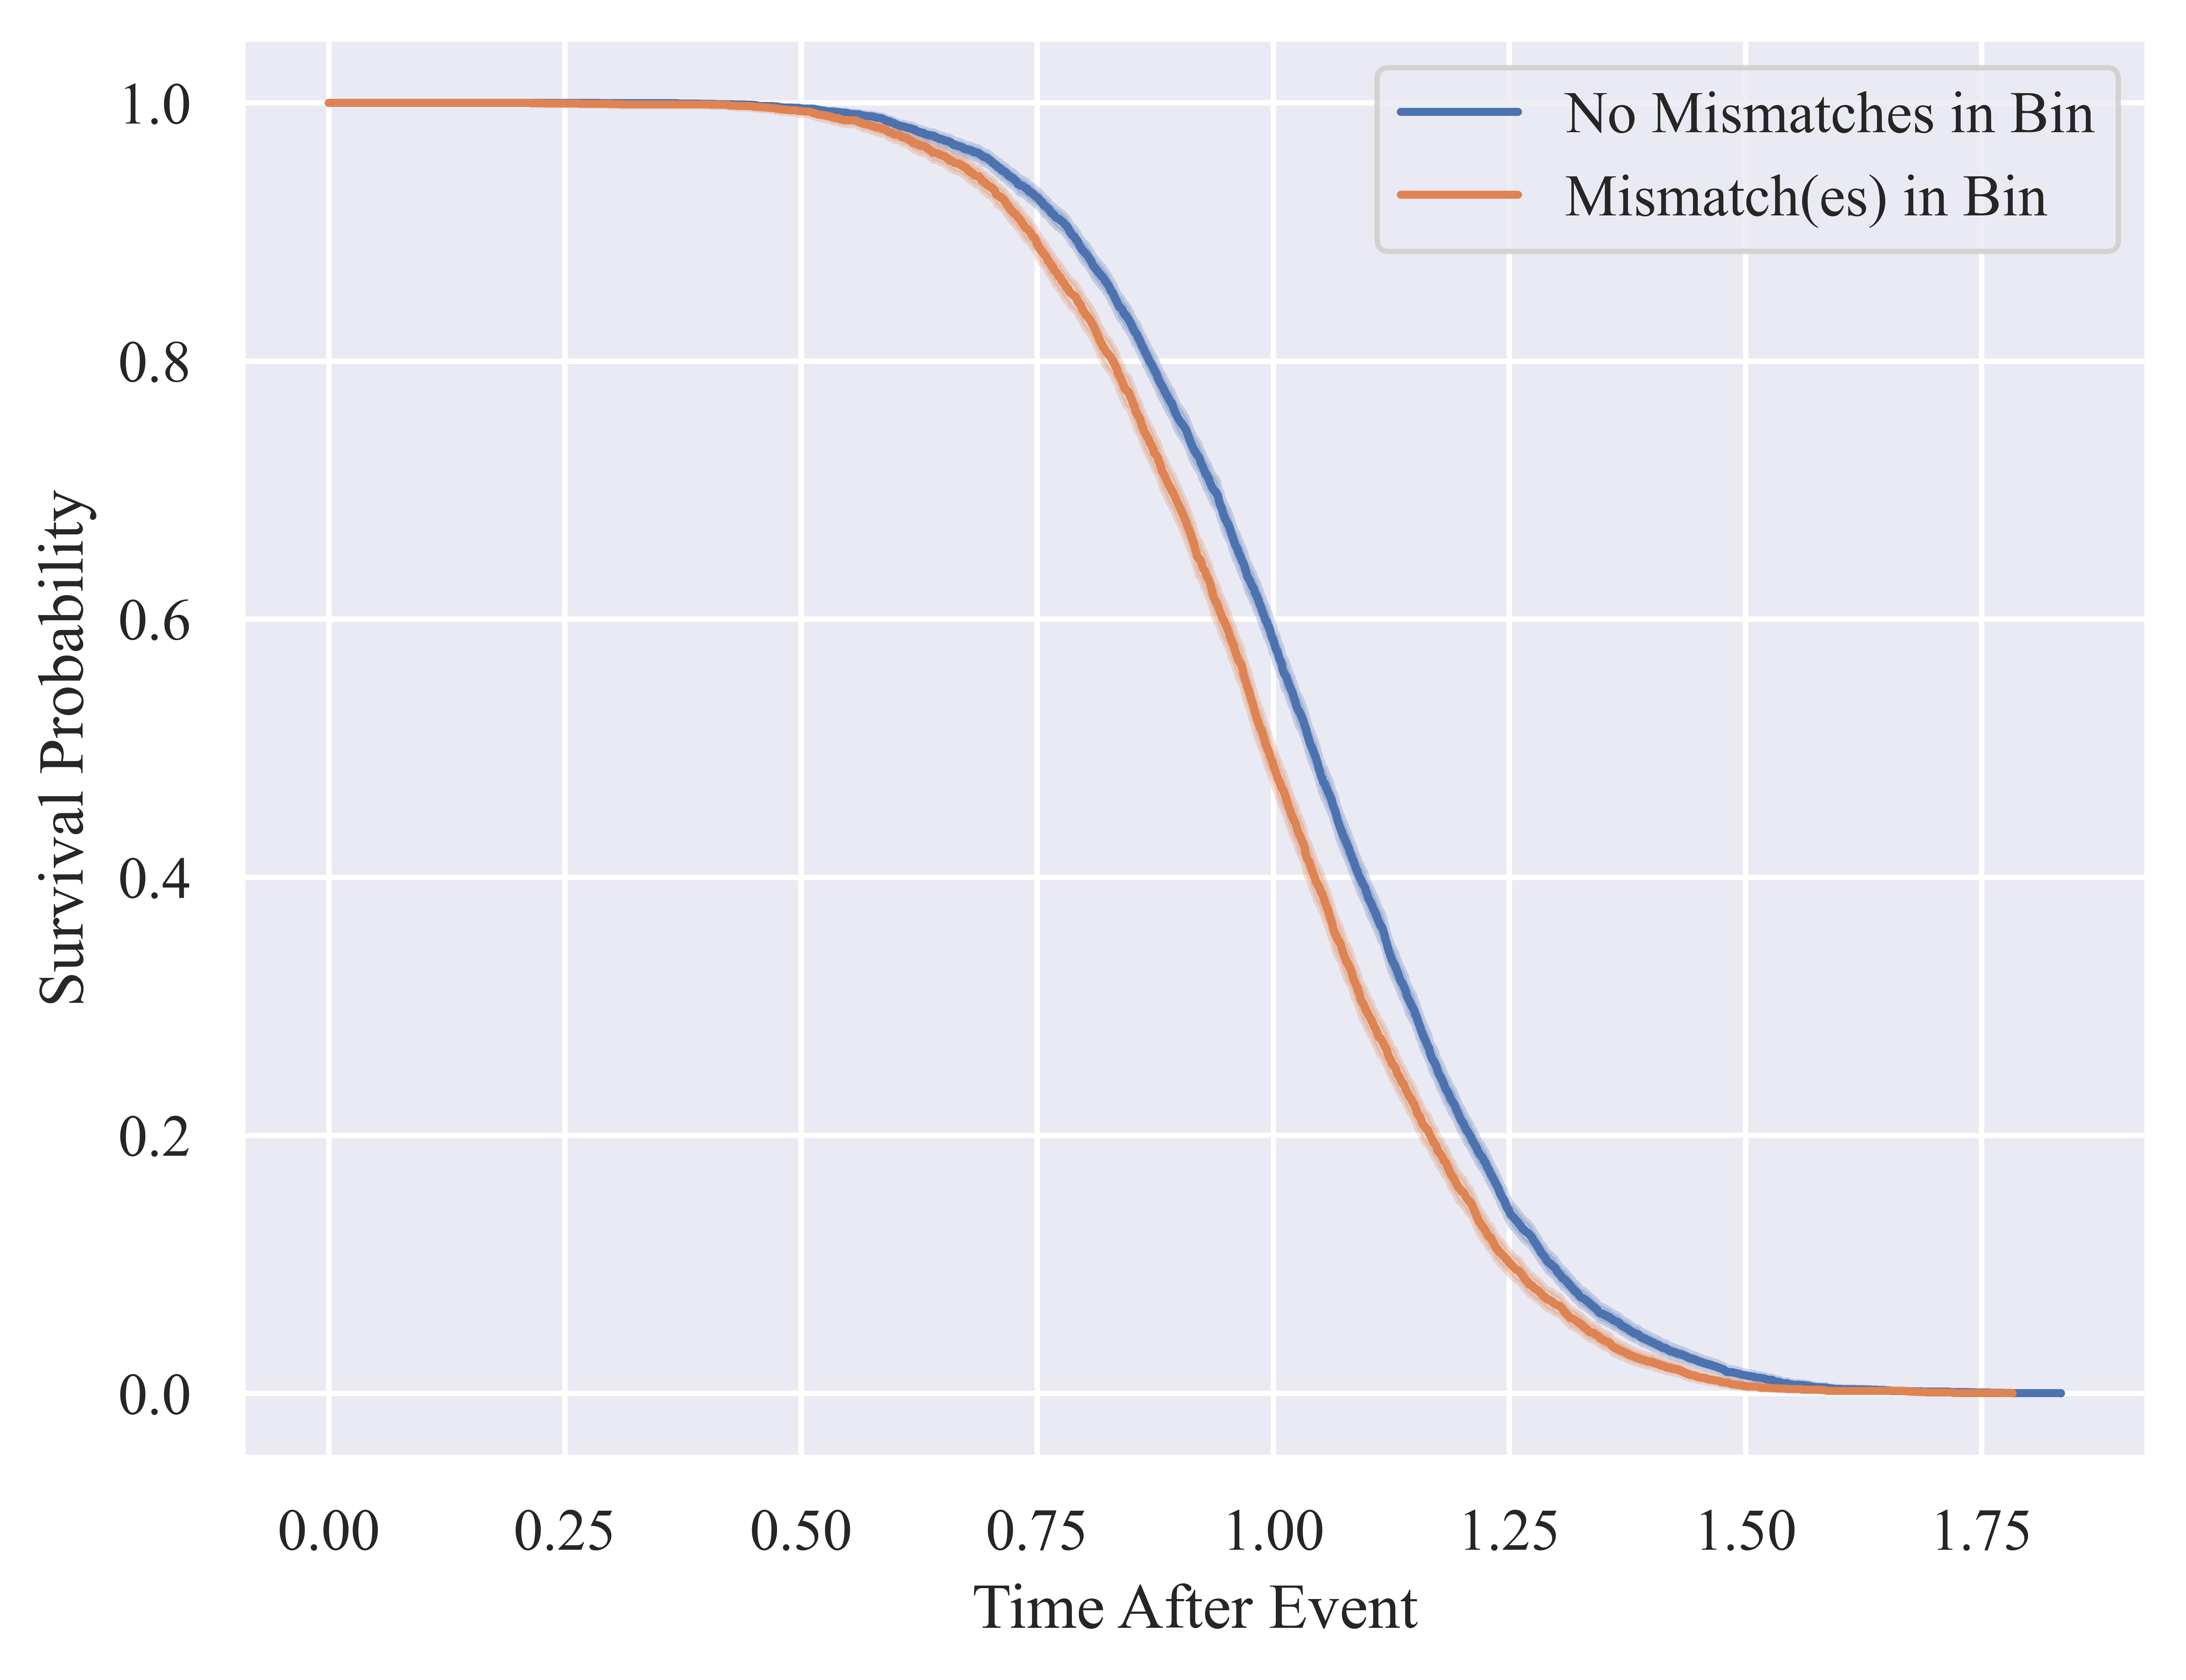 No Mismatches in Bin
Mismatch(es) in Bin
1.0
0.8
0.6
0.4
0.2
0.0
Survival Probability
0.00 0.25 0.50 0.75 1.00 1.25 1.50 1.75
Time After Event